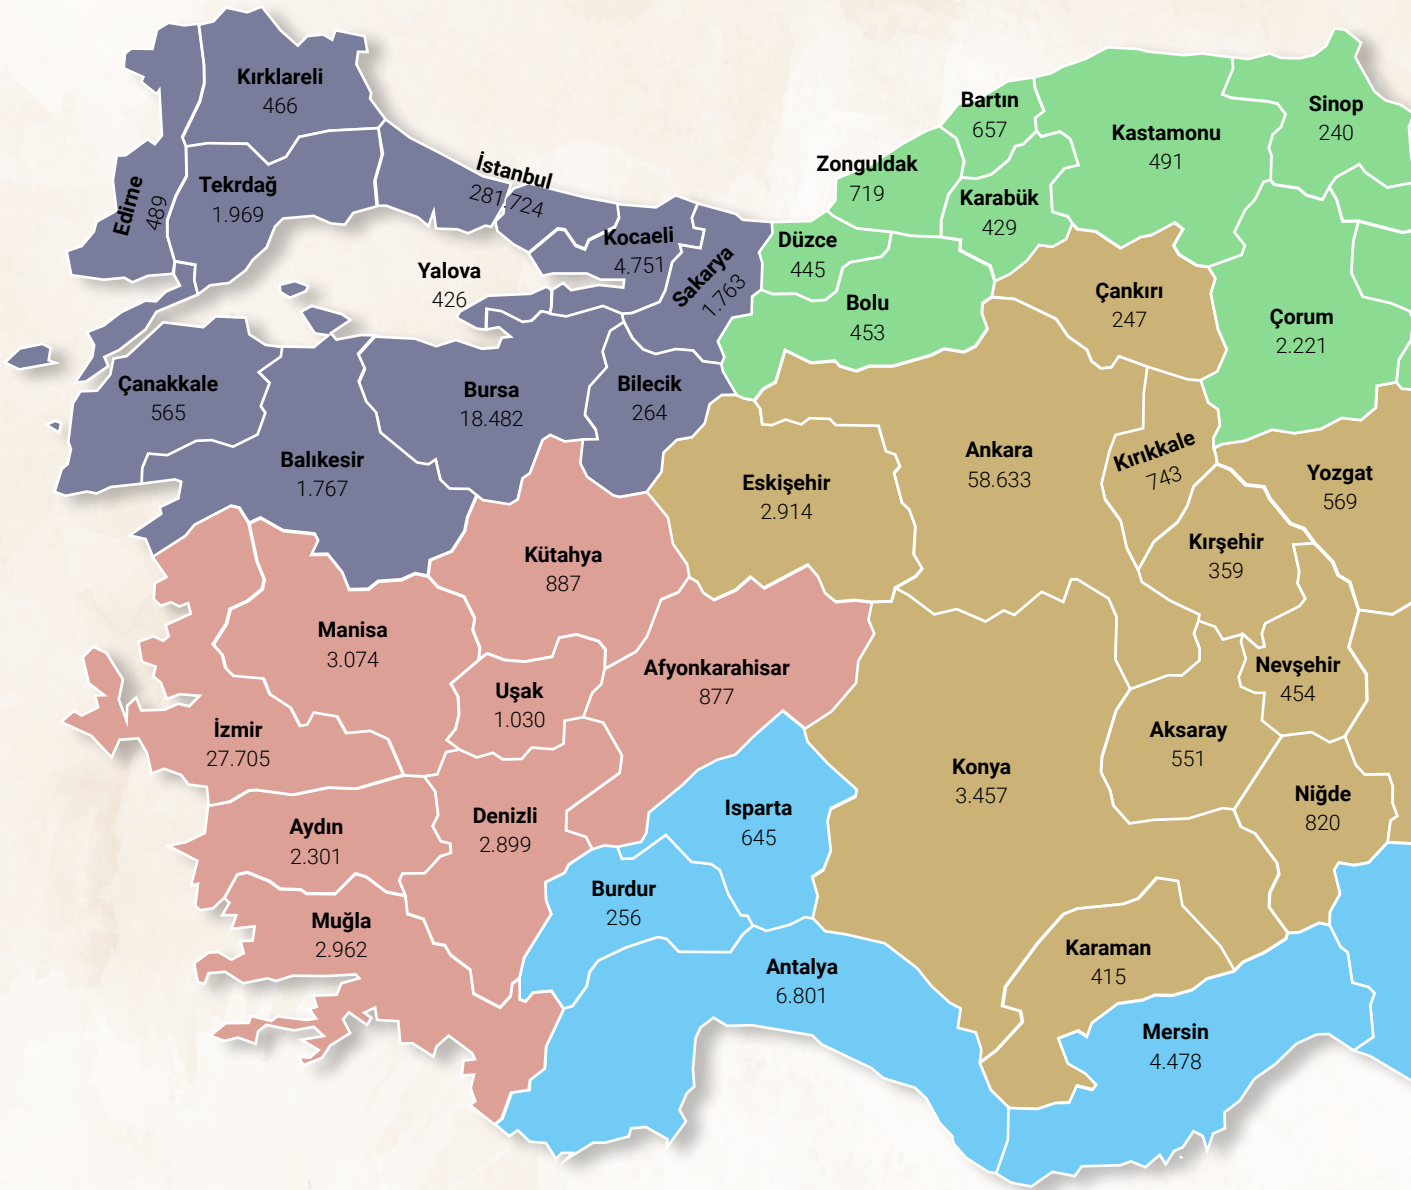 Kırklareli
466
Edirne
489
Tekrdağ
1.969
İstanbul
281.724
Kocaeli
4.751
Sakarya
1.763
Yalova
426
Çanakkale
565
Balıkesir
1.767
Bursa
18.482
Bilecik
264
Bartın
657
Zonguldak
719
Karabük
429
Kastamonu
491
Sinop
240
Düzce
445
Bolu
453
Çorum
2.221
Çankırı
247
Ankara
58.633
Kırıkkale
743
Eskişehir
2.914
Yozgat
569
Kırşehir
359
Nevşehir
454
Aksaray
551
Niğde
820
Konya
3.457
Karaman
415
Kütahya
887
Manisa
3.074
Uşak
1.030
Afyonkarahisar
877
İzmir
27.705
Aydın
2.301
Denizli
2.899
Muğla
2.962
Isparta
645
Burdur
256
Antalya
6.801
Mersin
4.478